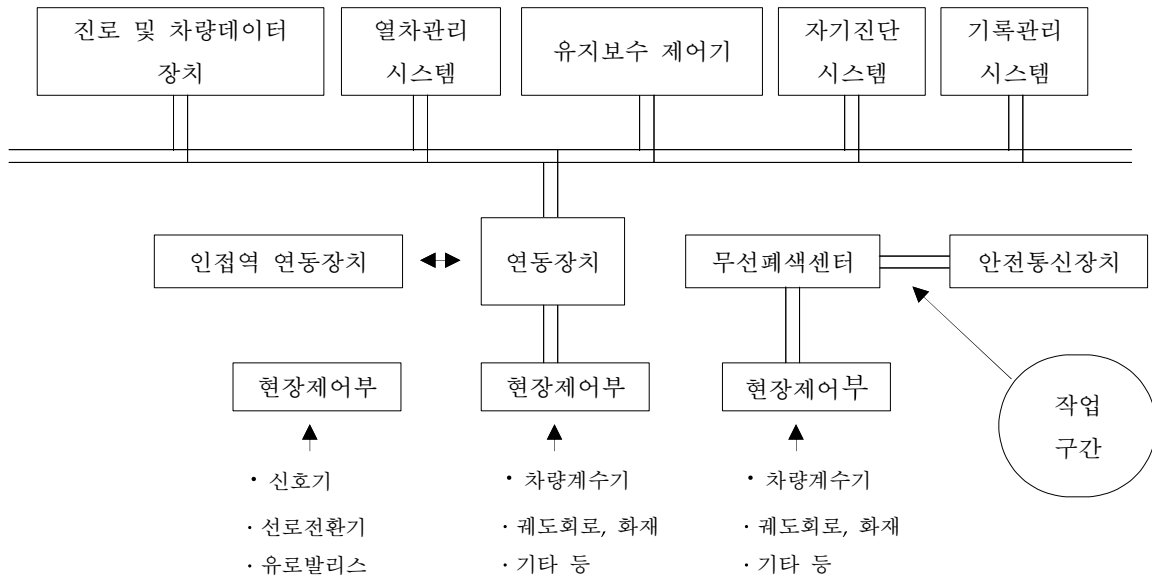 진로 및 차량데이터
장치
열차관리
시스템
유지보수 제어기
자기진단
시스템
기록관리
시스템
인접역 연동장치
연동장치
무선폐색센터
안전통신장치
현장제어부
현장제어부
현장제어부
작업
구간
· 신호기
· 선로전환기
· 유로발리스
· 차량계수기
· 궤도회로, 화재
· 기타 등
· 차량계수기
· 궤도회로, 화재
· 기타 등